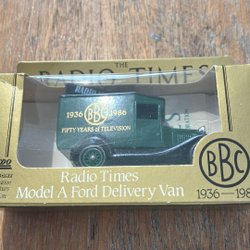 THE
RADIO TIMES
RADIO
1936 BBC 1986
FIFTY YEARS of TELEVISION
BBC
Radio Times
Model A Ford Delivery Van
1936–198